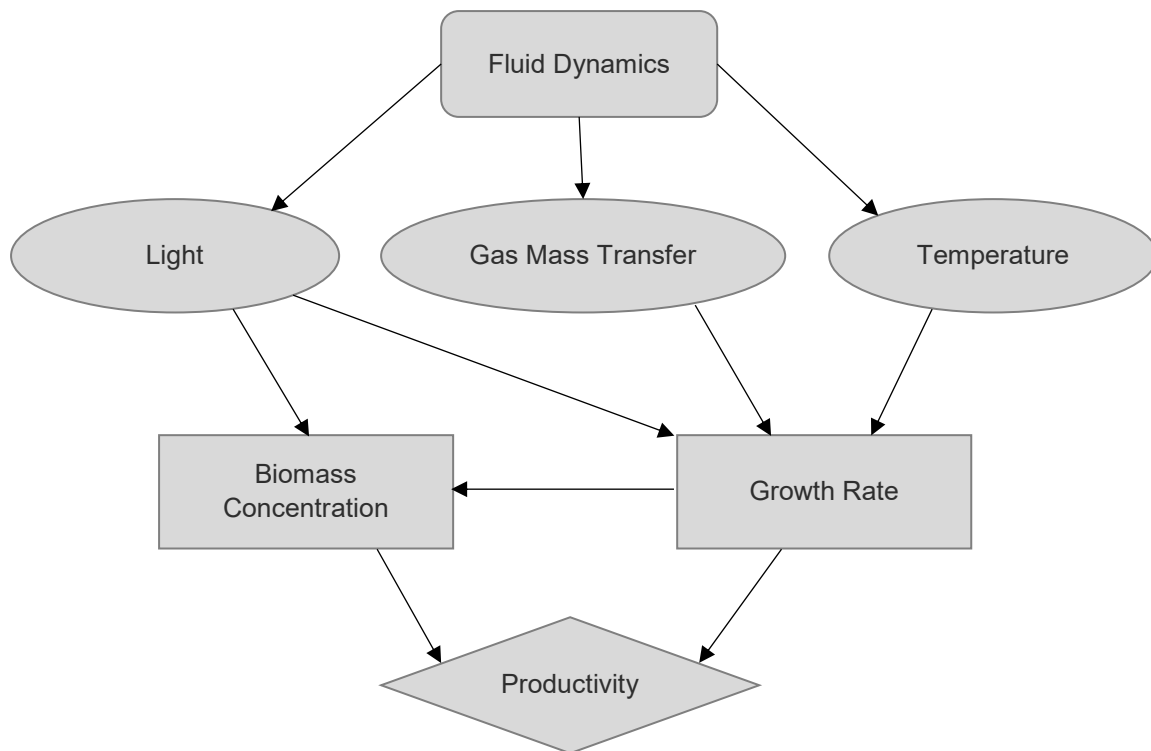 Fluid Dynamics
Light
Gas Mass Transfer
Temperature
Biomass
Concentration
Growth Rate
Productivity